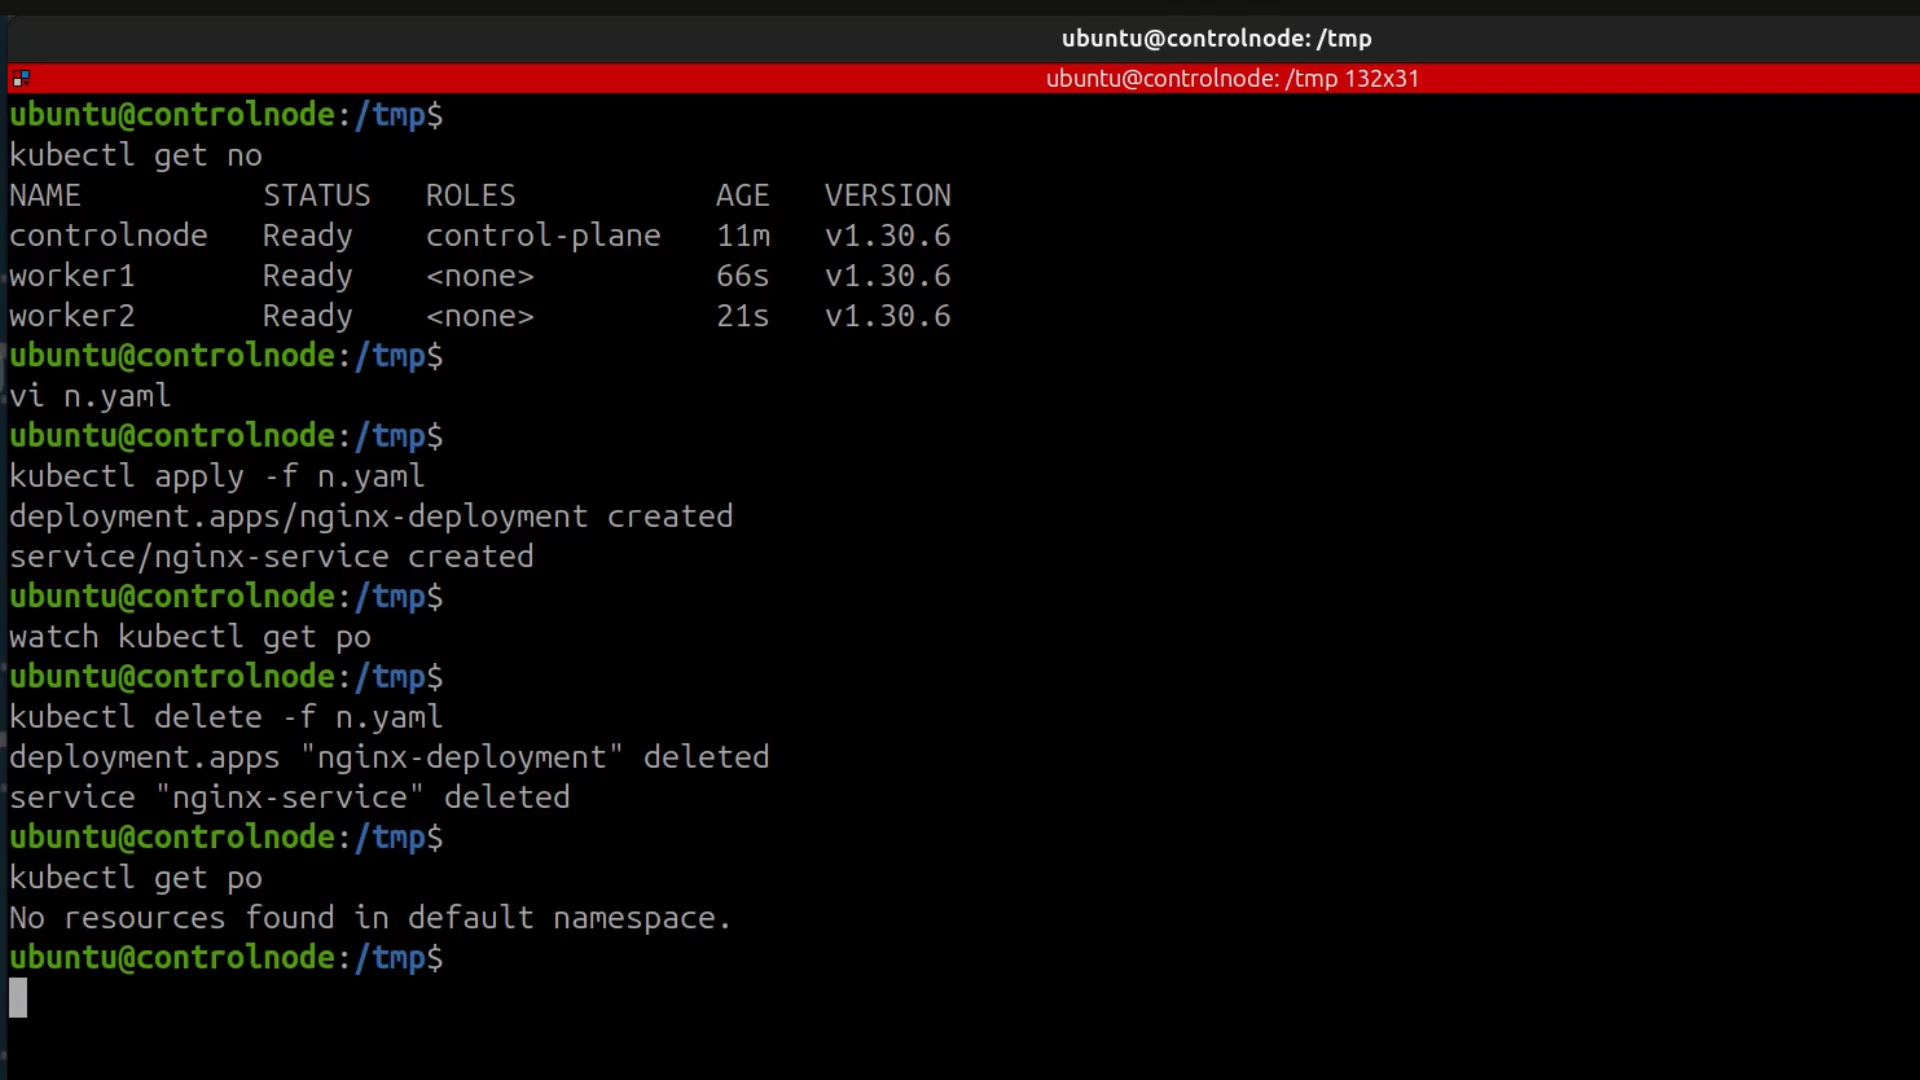 ubuntu@controlnode: /tmp
ubuntu@controlnode: /tmp 132x31
ubuntu@controlnode:/tmp$
kubectl get no
NAME STATUS ROLES AGE VERSION
controlnode Ready control-plane 11m v1.30.6
worker1 Ready <none> 66s v1.30.6
worker2 Ready <none> 21s v1.30.6
ubuntu@controlnode:/tmp$
vi n.yaml
ubuntu@controlnode:/tmp$
kubectl apply -f n.yaml
deployment.apps/nginx-deployment created
service/nginx-service created
ubuntu@controlnode:/tmp$
watch kubectl get po
ubuntu@controlnode:/tmp$
kubectl delete -f n.yaml
deployment.apps "nginx-deployment" deleted
service "nginx-service" deleted
ubuntu@controlnode:/tmp$
kubectl get po
No resources found in default namespace.
ubuntu@controlnode:/tmp$